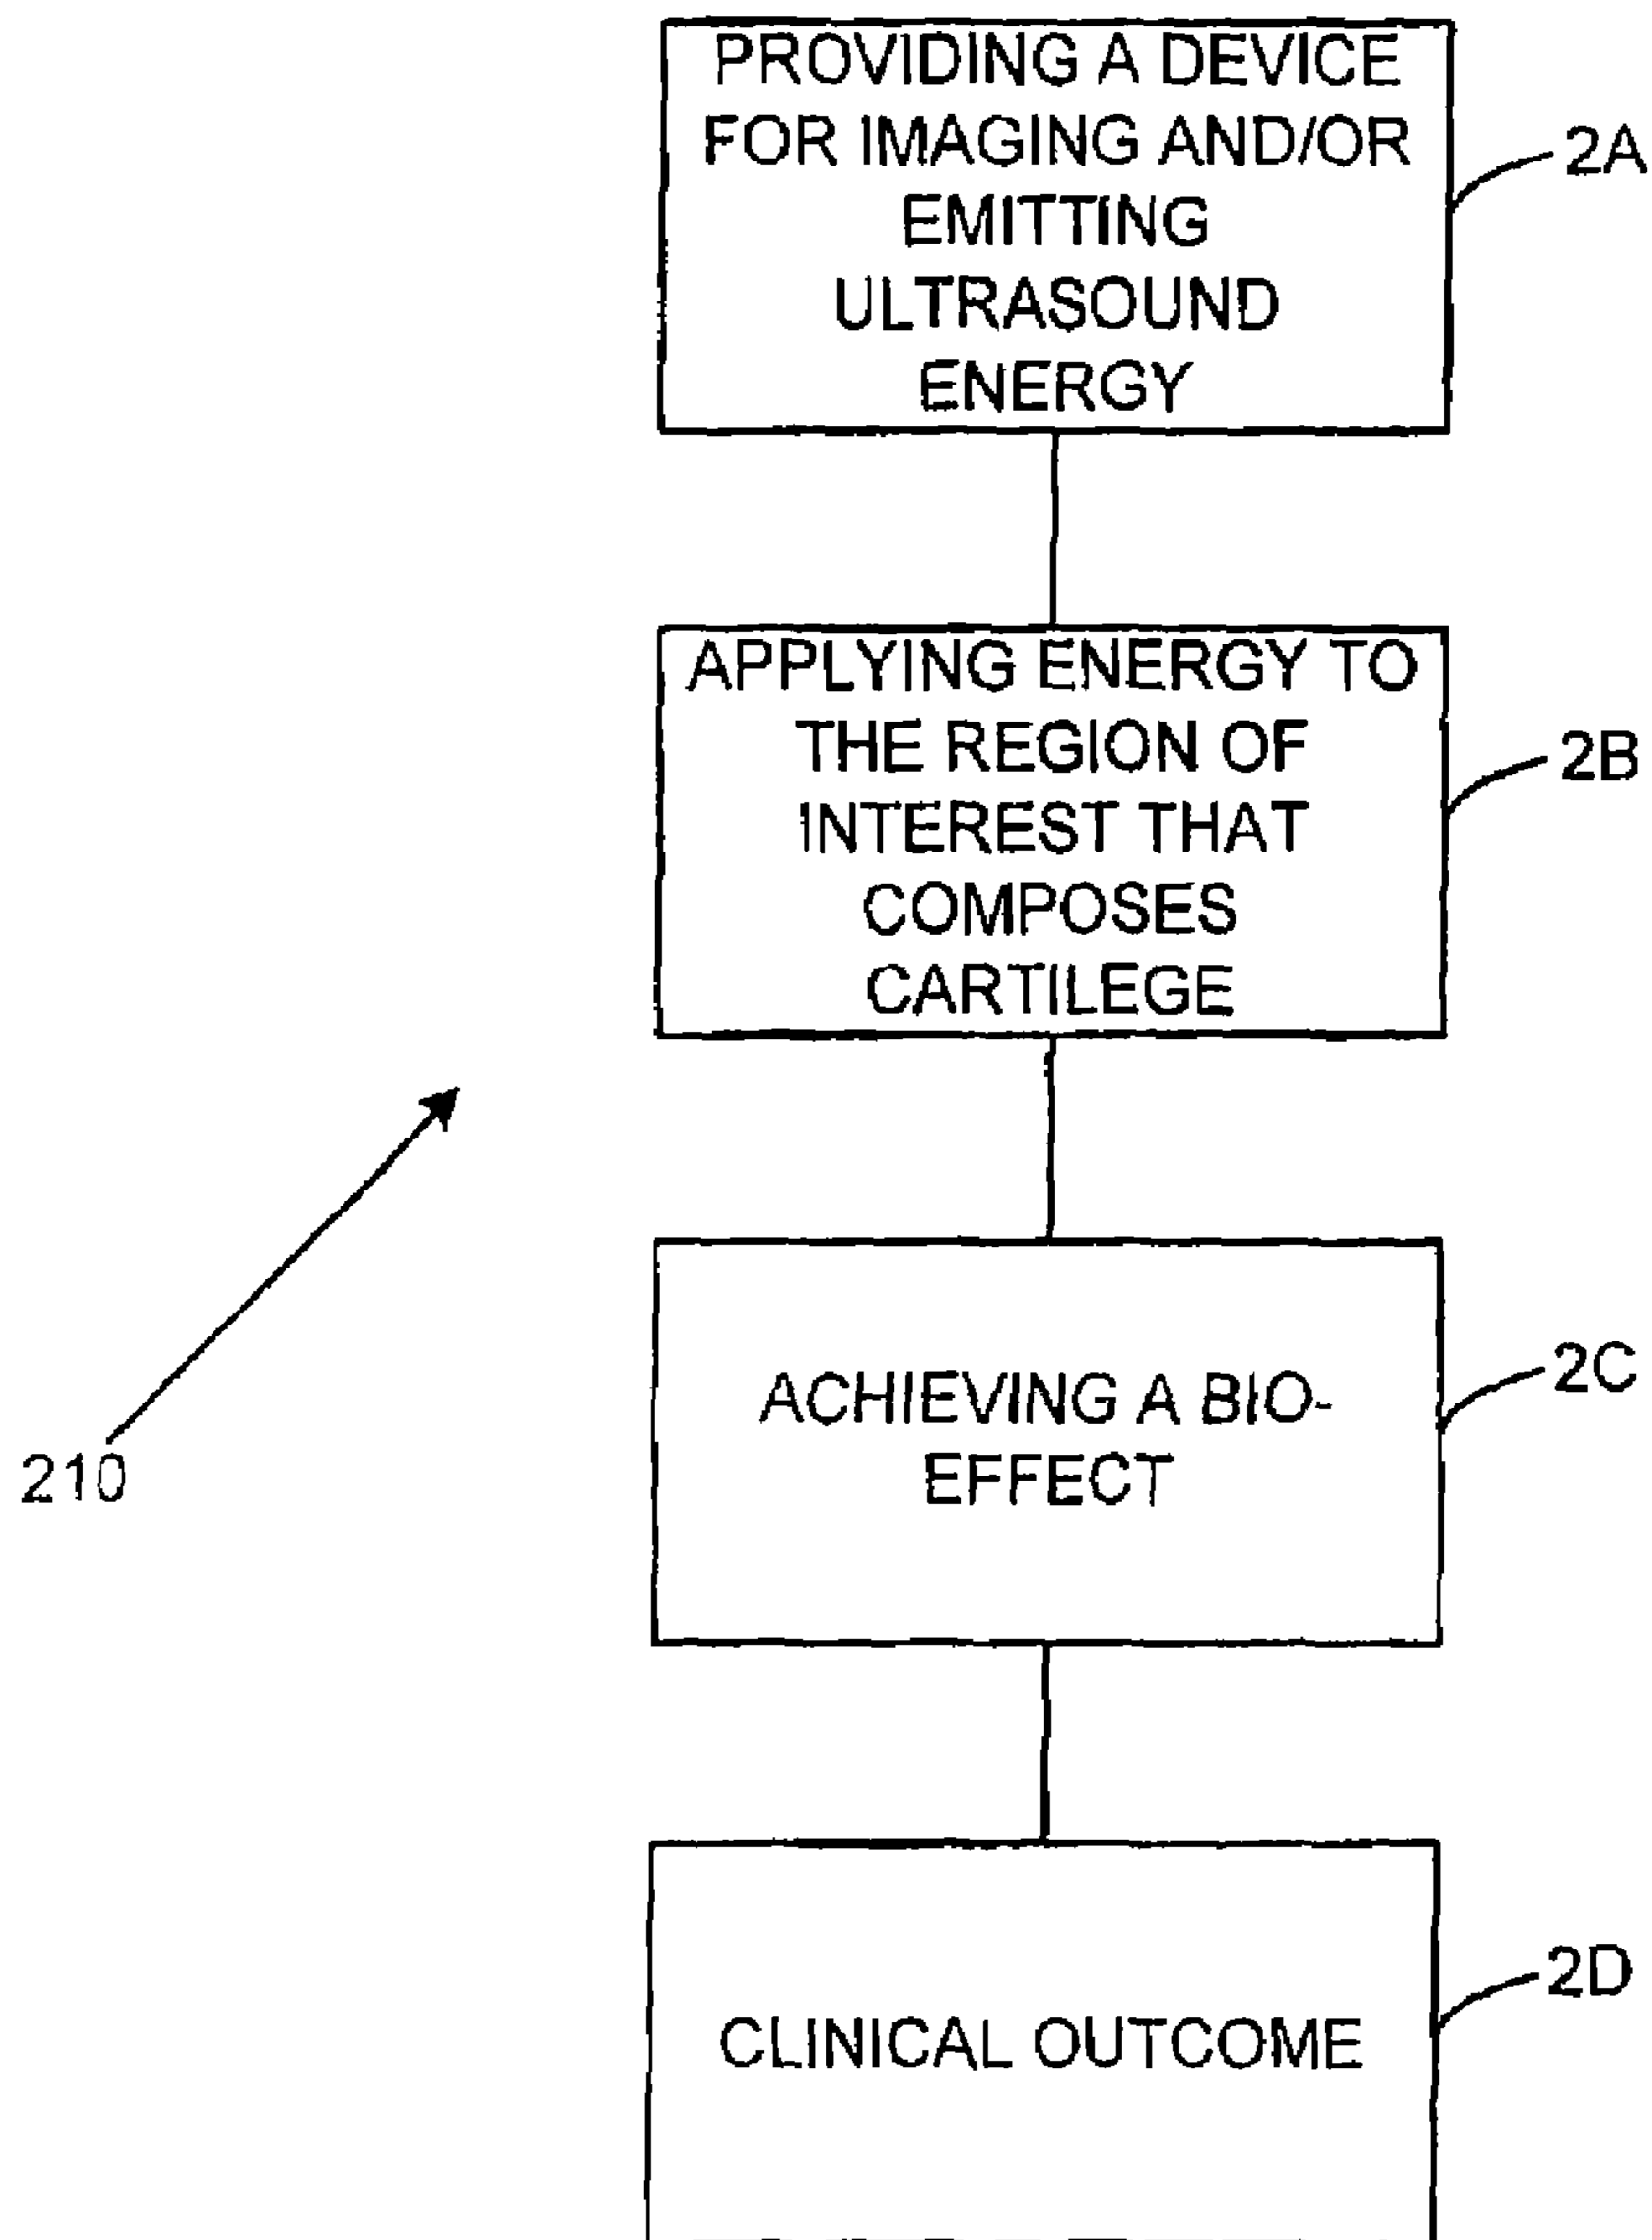 PROVIDING A DEVICE
FOR IMAGING AND/OR
EMITTING
ULTRASOUND
ENERGY
2A
APPLYING ENERGY TO
THE REGION OF
INTEREST THAT
COMPOSES
CARTILEGE
2B
ACHIEVING A BIO-
EFFECT
2C
210
CLINICAL OUTCOME
2D